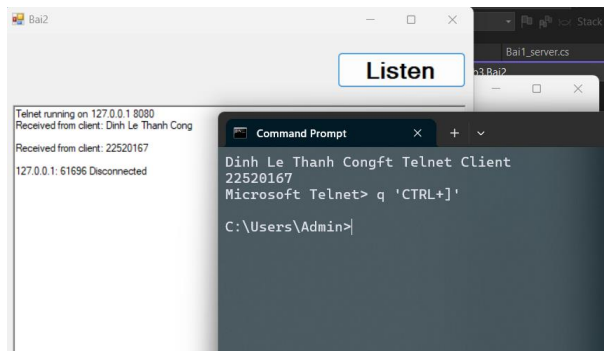 Bai2
Stack
Bai1_server.cs
Listen
Telnet running on 127.0.0.1 8080
Received from client: Dinh Le Thanh Cong
Received from client: 22520167
127.0.0.1: 61696 Disconnected
Command Prompt
Dinh Le Thanh Congft Telnet Client
22520167
Microsoft Telnet> q 'CTRL+]'
C:\Users\Admin>